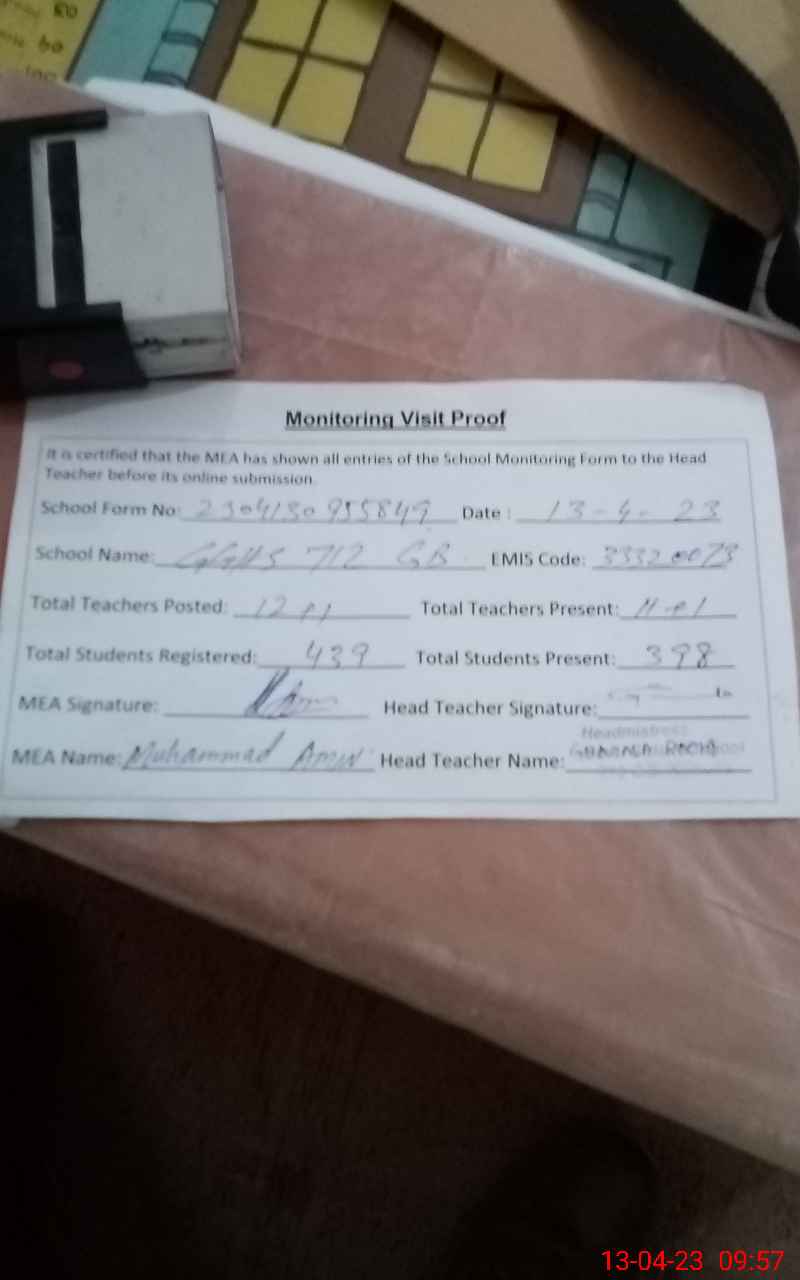 Monitoring Visit Proof
It is certified that the MEA has shown all entries of the School Monitoring Form to the Head
Teacher before its online submission.
School Form No: 2304130955849 Date : 13-4-23
School Name: GGHS 712 GB EMIS Code: 33320073
Total Teachers Posted: 12 Total Teachers Present: 11
Total Students Registered: 439 Total Students Present: 398
MEA Signature: Head Teacher Signature:
Headmistress
MEA Name: Muhammad Amin Head Teacher Name:
13-04-23 09:57